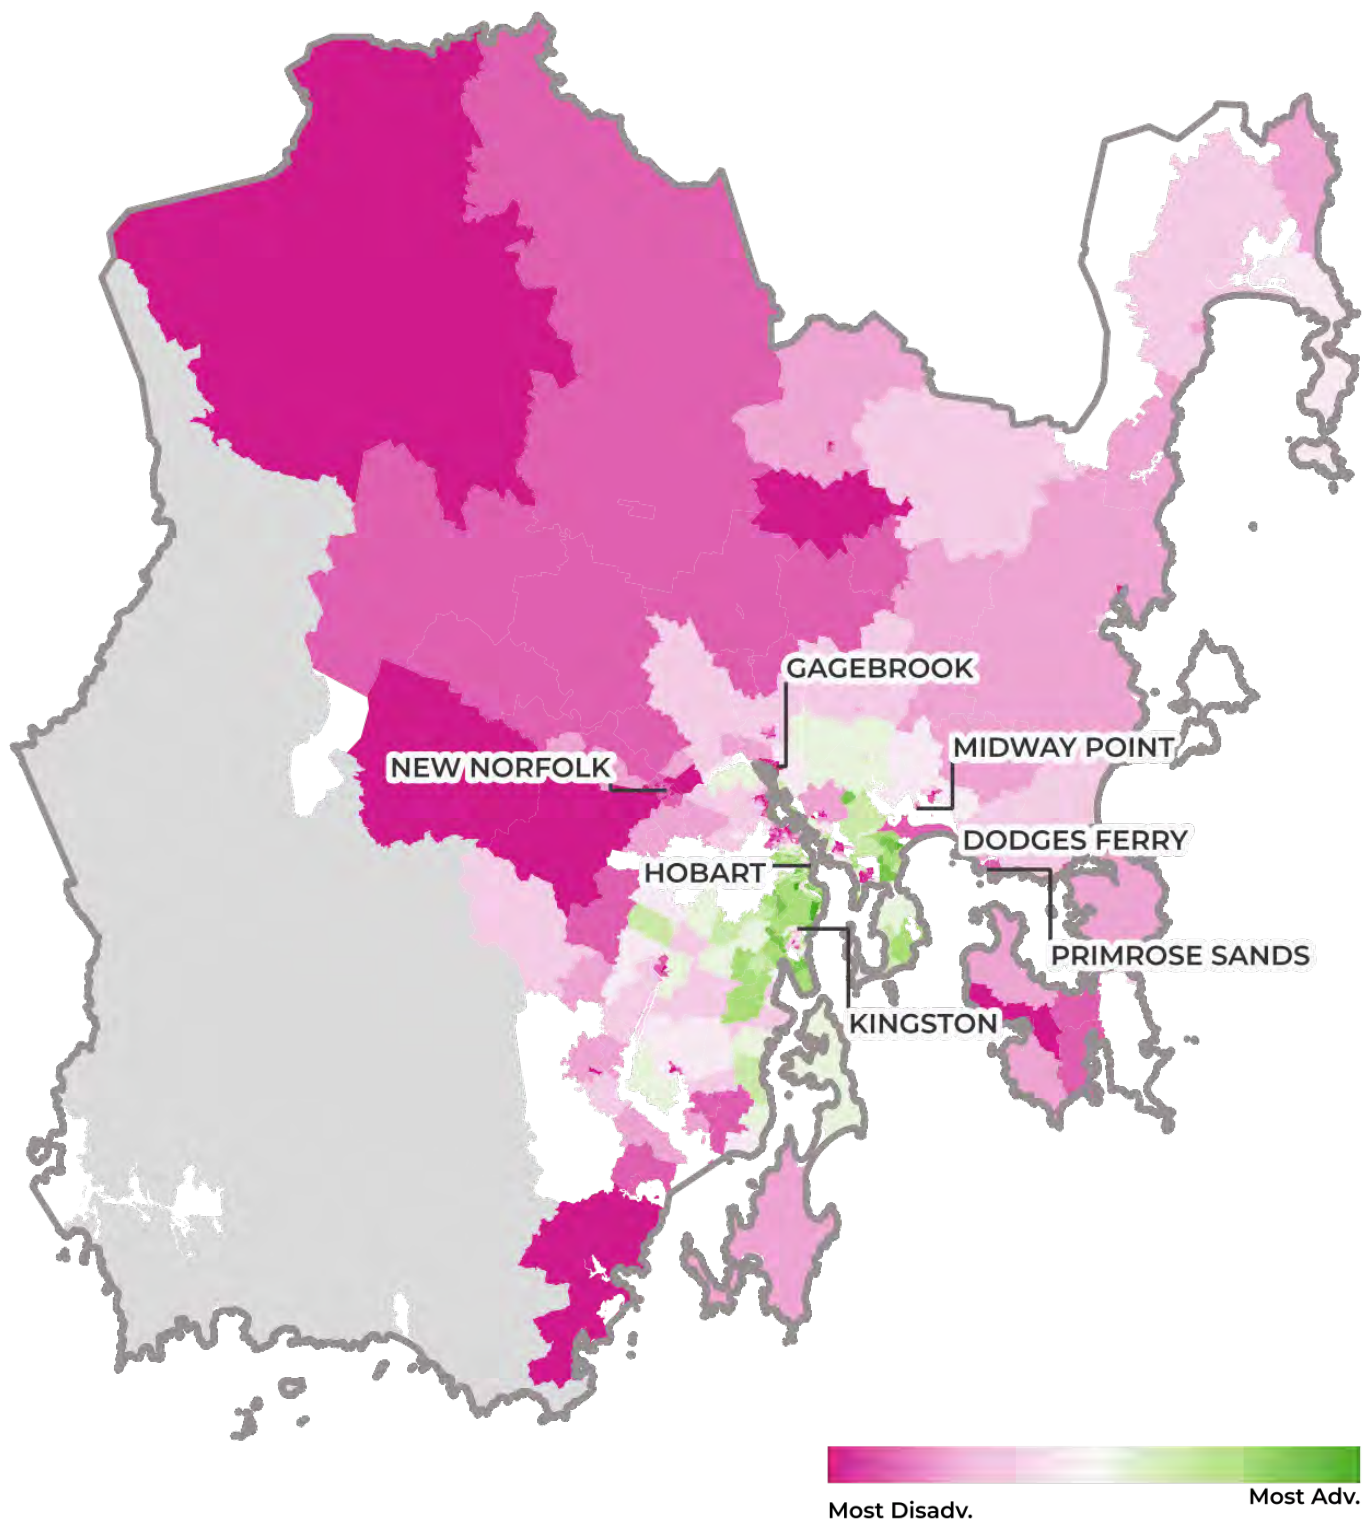 GAGEBROOK
MIDWAY POINT
NEW NORFOLK
DODGES FERRY
HOBART
PRIMROSE SANDS
KINGSTON
Most Disadv.
Most Adv.